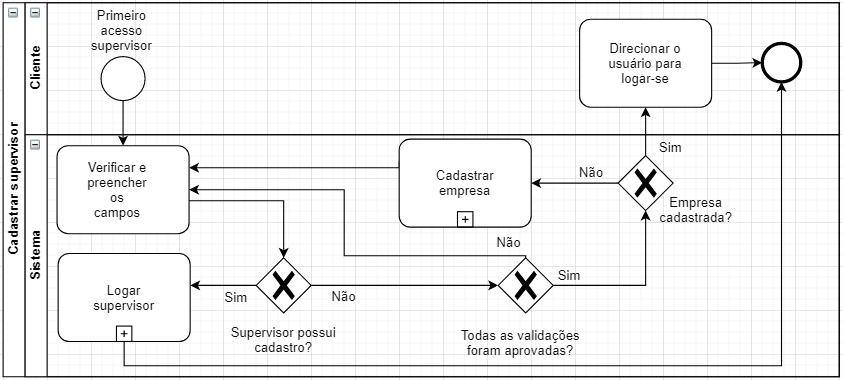 Cadastrar supervisor
Cliente
Primeiro
acesso
supervisor
Direcionar o
usuário para
logar-se
Sistema
Verificar e
preencher
os
campos
Cadastrar
empresa
Não
Sim
Empresa
cadastrada?
Logar
supervisor
Sim
Não
Supervisor possui
cadastro?
Não
Sim
Todas as validações
foram aprovadas?